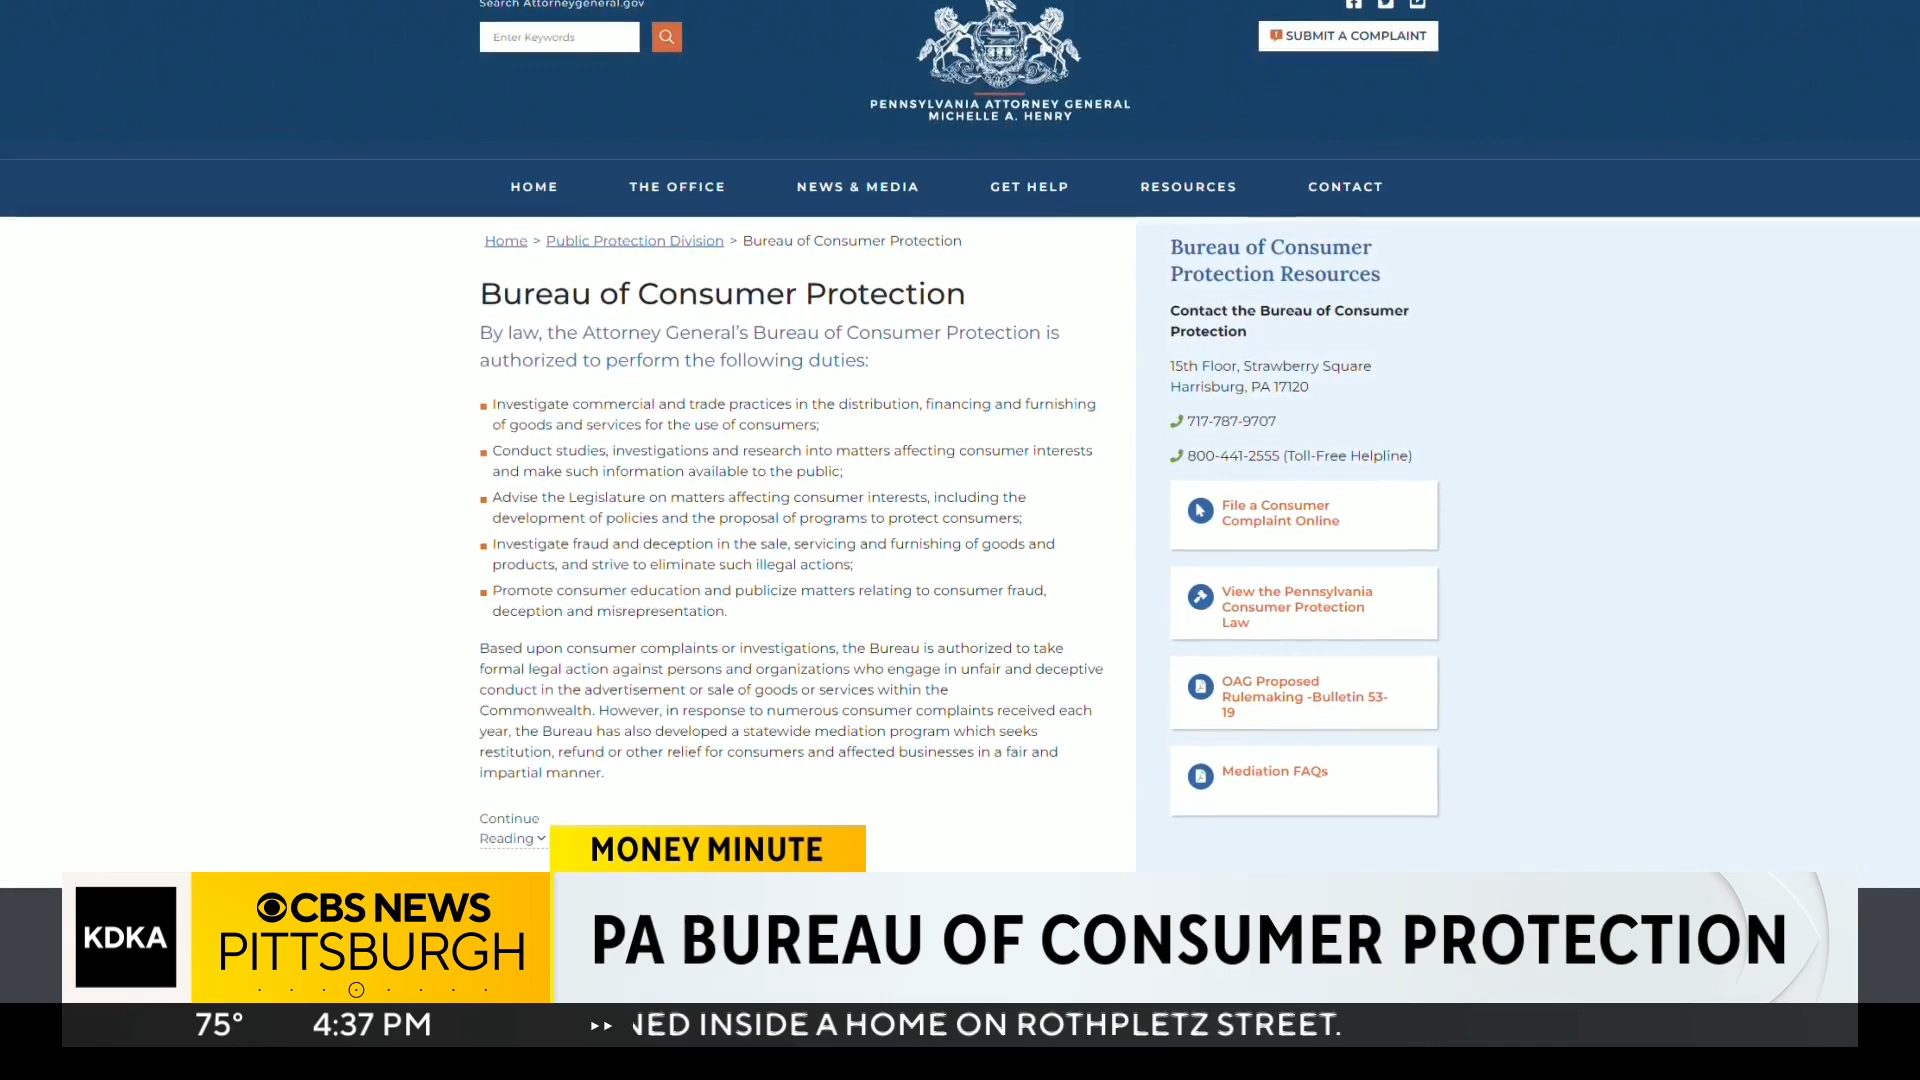 Search Attorneygeneral.gov
Enter Keywords
SUBMIT A COMPLAINT
PENNSYLVANIA ATTORNEY GENERAL
MICHELLE A. HENRY
HOME THE OFFICE NEWS & MEDIA GET HELP RESOURCES CONTACT
Home > Public Protection Division > Bureau of Consumer Protection
Bureau of Consumer Protection
By law, the Attorney General's Bureau of Consumer Protection is
authorized to perform the following duties:
Investigate commercial and trade practices in the distribution, financing and furnishing
of goods and services for the use of consumers;
Conduct studies, investigations and research into matters affecting consumer interests
and make such information available to the public;
Advise the Legislature on matters affecting consumer interests, including the
development of policies and the proposal of programs to protect consumers;
Investigate fraud and deception in the sale, servicing and furnishing of goods and
products, and strive to eliminate such illegal actions;
Promote consumer education and publicize matters relating to consumer fraud,
deception and misrepresentation.
Based upon consumer complaints or investigations, the Bureau is authorized to take
formal legal action against persons and organizations who engage in unfair and deceptive
conduct in the advertisement or sale of goods or services within the
Commonwealth. However, in response to numerous consumer complaints received each
year, the Bureau has also developed a statewide mediation program which seeks
restitution, refund or other relief for consumers and affected businesses in a fair and
impartial manner.
Continue
Reading
Bureau of Consumer
Protection Resources
Contact the Bureau of Consumer
Protection
15th Floor, Strawberry Square
Harrisburg, PA 17120
717-787-9707
800-441-2555 (Toll-Free Helpline)
File a Consumer
Complaint Online
View the Pennsylvania
Consumer Protection
Law
OAG Proposed
Rulemaking -Bulletin 53-
19
Mediation FAQs
MONEY MINUTE
KDKA
CBS NEWS
PITTSBURGH
PA BUREAU OF CONSUMER PROTECTION
75° 4:37 PM
NED INSIDE A HOME ON ROTHPLETZ STREET.